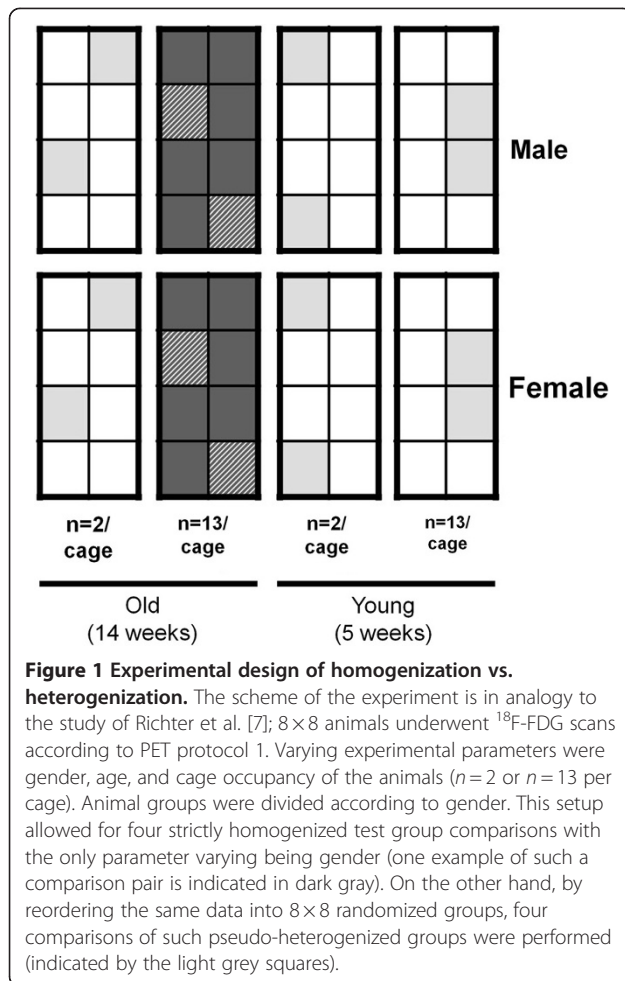 Male
Female
n=2/ cage n=13/ cage n=2/ cage n=13/ cage
Old (14 weeks) Young (5 weeks)
Figure 1 Experimental design of homogenization vs.
heterogenization. The scheme of the experiment is in analogy to
the study of Richter et al. [7]; 8 × 8 animals underwent ¹⁸F-FDG scans
according to PET protocol 1. Varying experimental parameters were
gender, age, and cage occupancy of the animals (n = 2 or n = 13 per
cage). Animal groups were divided according to gender. This setup
allowed for four strictly homogenized test group comparisons with
the only parameter varying being gender (one example of such a
comparison pair is indicated in dark gray). On the other hand, by
reordering the same data into 8 × 8 randomized groups, four
comparisons of such pseudo-heterogenized groups were performed
(indicated by the light grey squares).